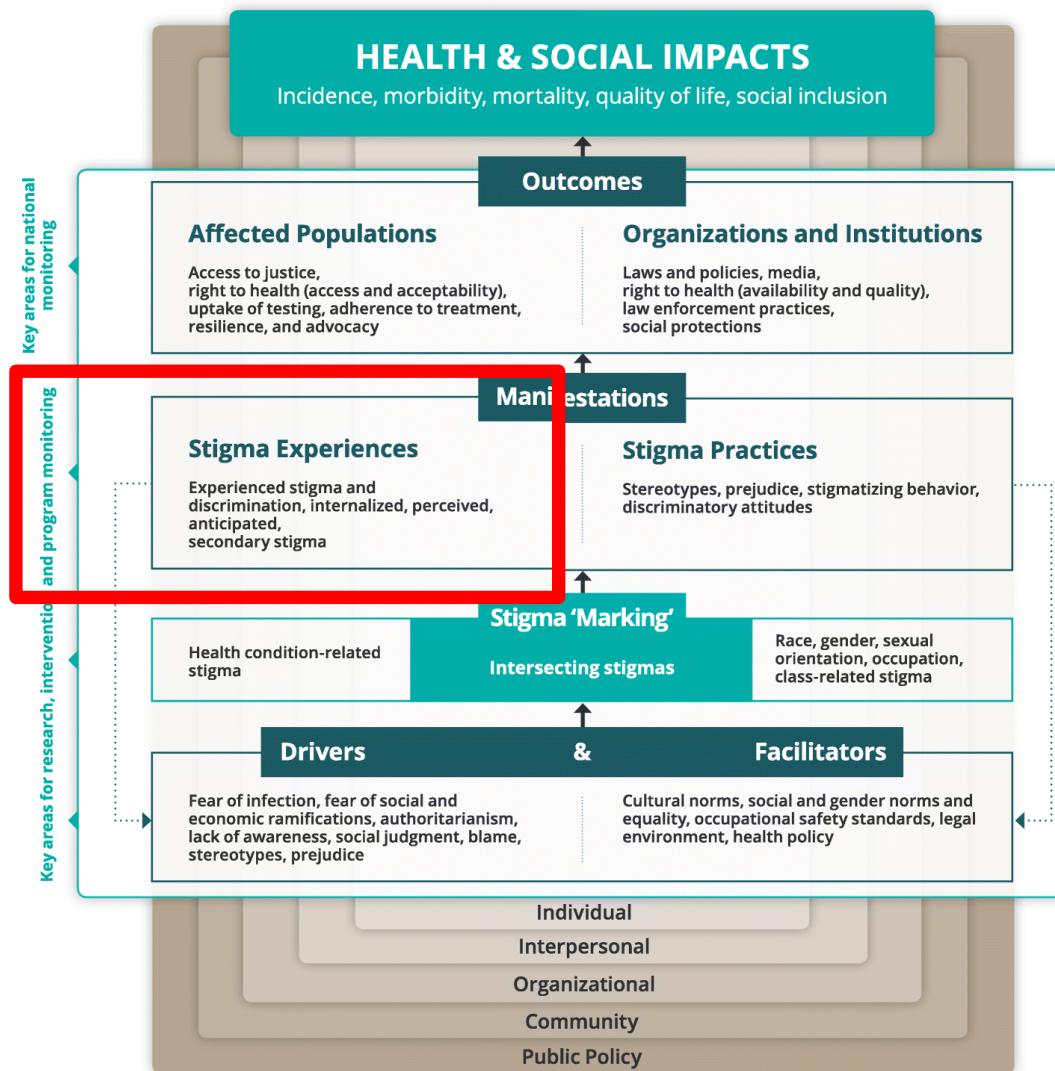 HEALTH & SOCIAL IMPACTS
Incidence, morbidity, mortality, quality of life, social inclusion
Key areas for national
monitoring
Outcomes
Affected Populations
Access to justice,
right to health (access and acceptability),
uptake of testing, adherence to treatment,
resilience, and advocacy
Organizations and Institutions
Laws and policies, media,
right to health (availability and quality),
law enforcement practices,
social protections
Key areas for research, intervention and program monitoring
Manifestations
Stigma Experiences
Experienced stigma and
discrimination, internalized, perceived,
anticipated,
secondary stigma
Stigma Practices
Stereotypes, prejudice, stigmatizing behavior,
discriminatory attitudes
Stigma ‘Marking’
Intersecting stigmas
Health condition-related
stigma
Race, gender, sexual
orientation, occupation,
class-related stigma
Drivers & Facilitators
Fear of infection, fear of social and
economic ramifications, authoritarianism,
lack of awareness, social judgment, blame,
stereotypes, prejudice
Cultural norms, social and gender norms and
equality, occupational safety standards, legal
environment, health policy
Individual
Interpersonal
Organizational
Community
Public Policy